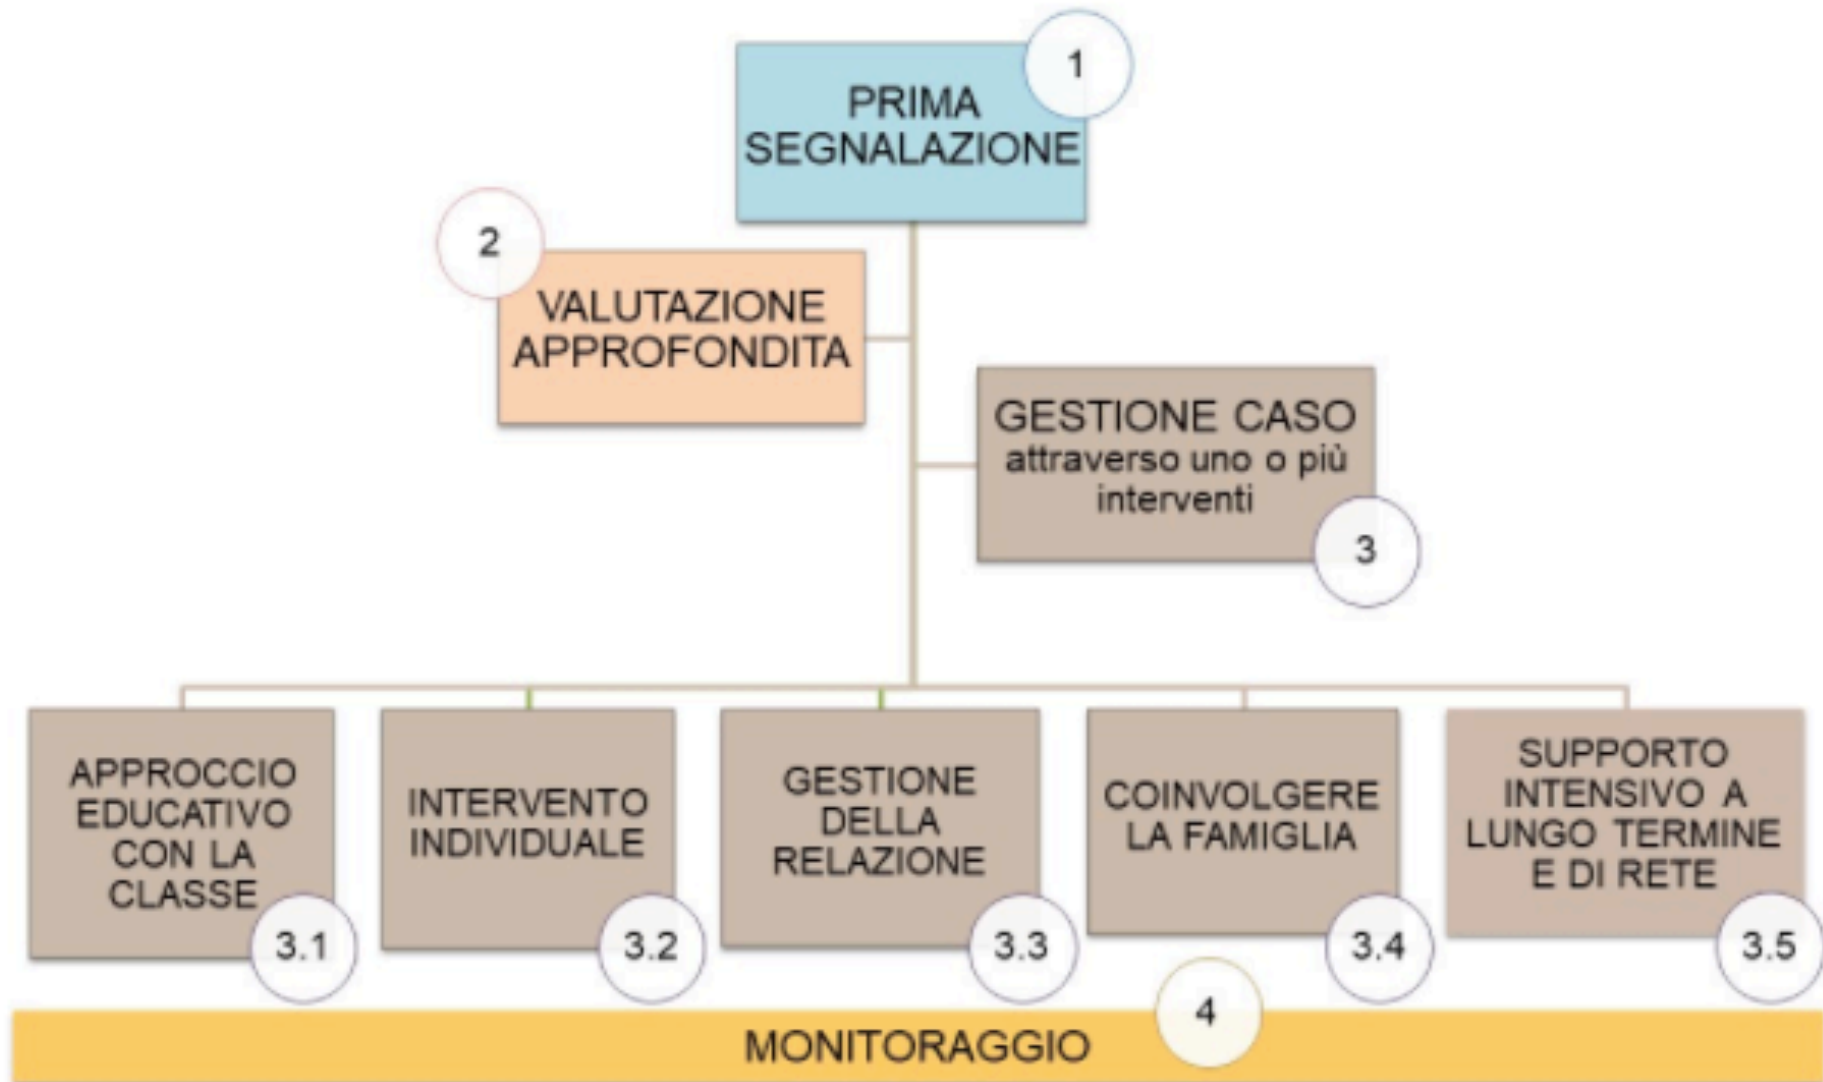 1
PRIMA
SEGNALAZIONE
2
VALUTAZIONE
APPROFONDITA
GESTIONE CASO
attraverso uno o più
interventi
3
APPROCCIO
EDUCATIVO
CON LA
CLASSE
3.1
INTERVENTO
INDIVIDUALE
3.2
GESTIONE
DELLA
RELAZIONE
3.3
COINVOLGERE
LA FAMIGLIA
3.4
SUPPORTO
INTENSIVO A
LUNGO TERMINE
E DI RETE
3.5
4
MONITORAGGIO